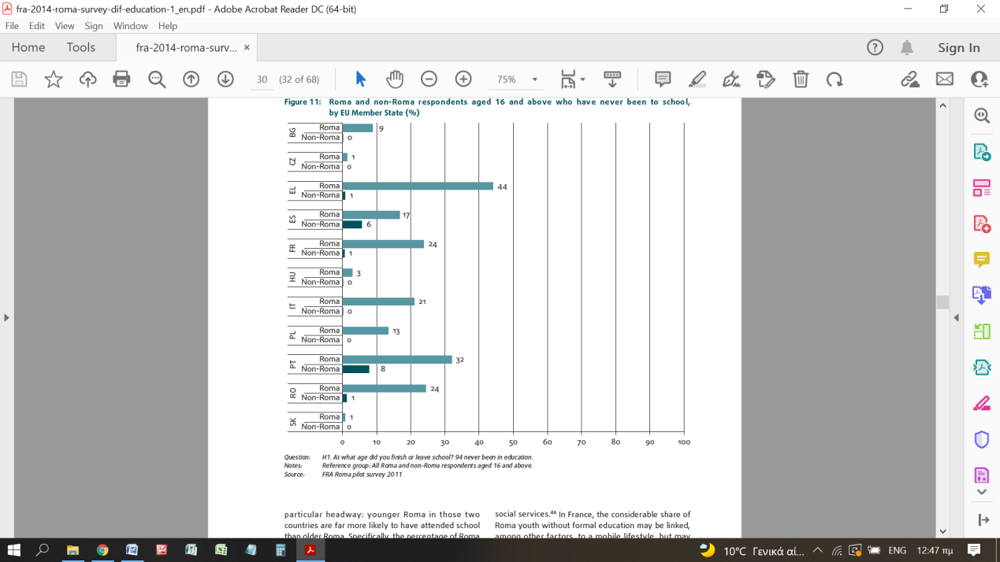 fra-2014-roma-survey-dif-education-1_en.pdf - Adobe Acrobat Reader DC (64-bit)
File Edit View Sign Window Help
Home Tools fra-2014-roma-surv... × Sign In
30 (32 of 68) 75%
Figure 11: Roma and non-Roma respondents aged 16 and above who have never been to school,
by EU Member State (%)
BG
Roma 9
Non-Roma 0
CZ
Roma 1
Non-Roma 0
EL
Roma 44
Non-Roma 1
ES
Roma 17
Non-Roma 6
FR
Roma 24
Non-Roma 1
HU
Roma 3
Non-Roma 0
IT
Roma 21
Non-Roma 0
PL
Roma 13
Non-Roma 0
PT
Roma 32
Non-Roma 8
RO
Roma 24
Non-Roma 1
SK
Roma 1
Non-Roma 0
0 10 20 30 40 50 60 70 80 90 100
Question: H1. At what age did you finish or leave school? 94 never been in education.
Notes: Reference group: All Roma and non-Roma respondents aged 16 and above.
Source: FRA Roma pilot survey 2011
particular headway: younger Roma in those two
countries are far more likely to have attended school
than older Roma. Specifically, the percentage of Roma
social services.46 In France, the considerable share of
Roma youth without formal education may be linked,
among other factors, to a mobile lifestyle, but may
10°C Γενικά αί... ENG 12:47 πμ